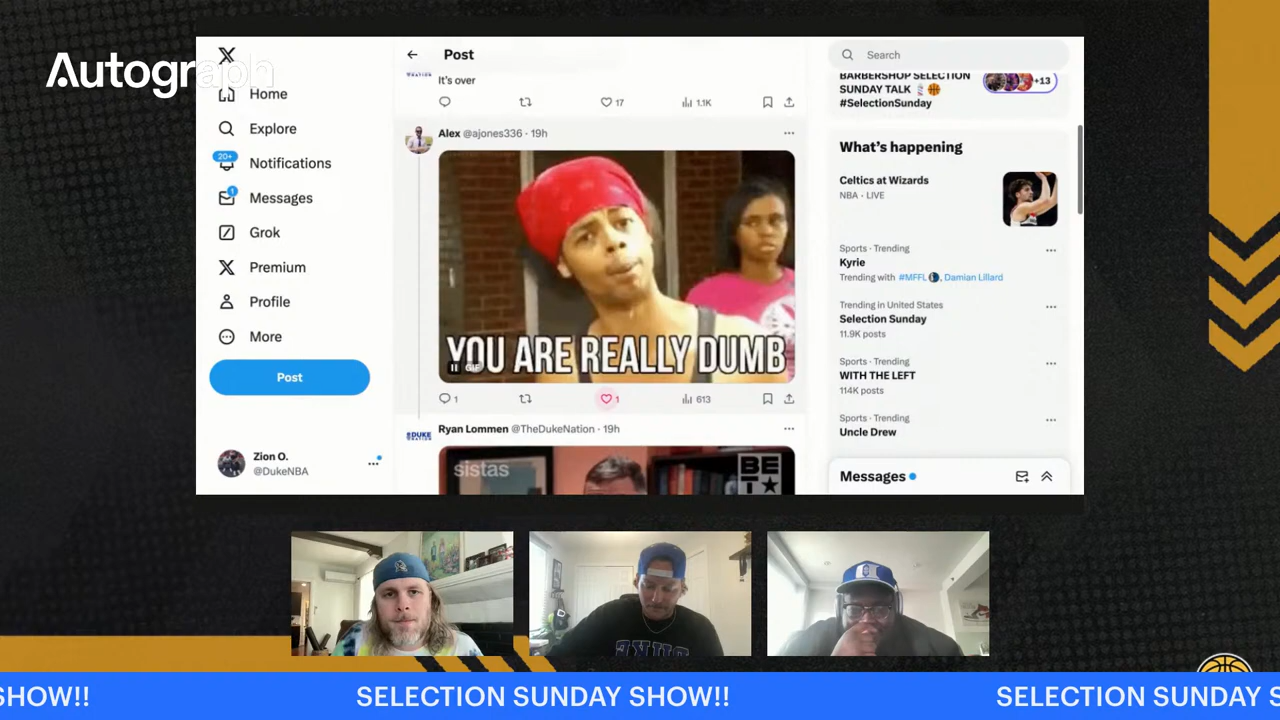 Autograph
X
Home
Explore
20+
Notifications
1
Messages
Grok
Premium
Profile
More
Post
Zion O.
@DukeNBA
Post
It's over
17
1.1K
Alex @ajones336 · 19h
YOU ARE REALLY DUMB
GIF
1
1
613
Ryan Lommen @TheDukeNation · 19h
sistas
BET
Search
BARBERSHOP SELECTION
SUNDAY TALK
#SelectionSunday
+13
What's happening
Celtics at Wizards
NBA · LIVE
Sports · Trending
Kyrie
Trending with #MFFL, Damian Lillard
Trending in United States
Selection Sunday
11.9K posts
Sports · Trending
WITH THE LEFT
114K posts
Sports · Trending
Uncle Drew
Messages
DUKE
SHOW!!
SELECTION SUNDAY SHOW!!
SELECTION SUNDAY S